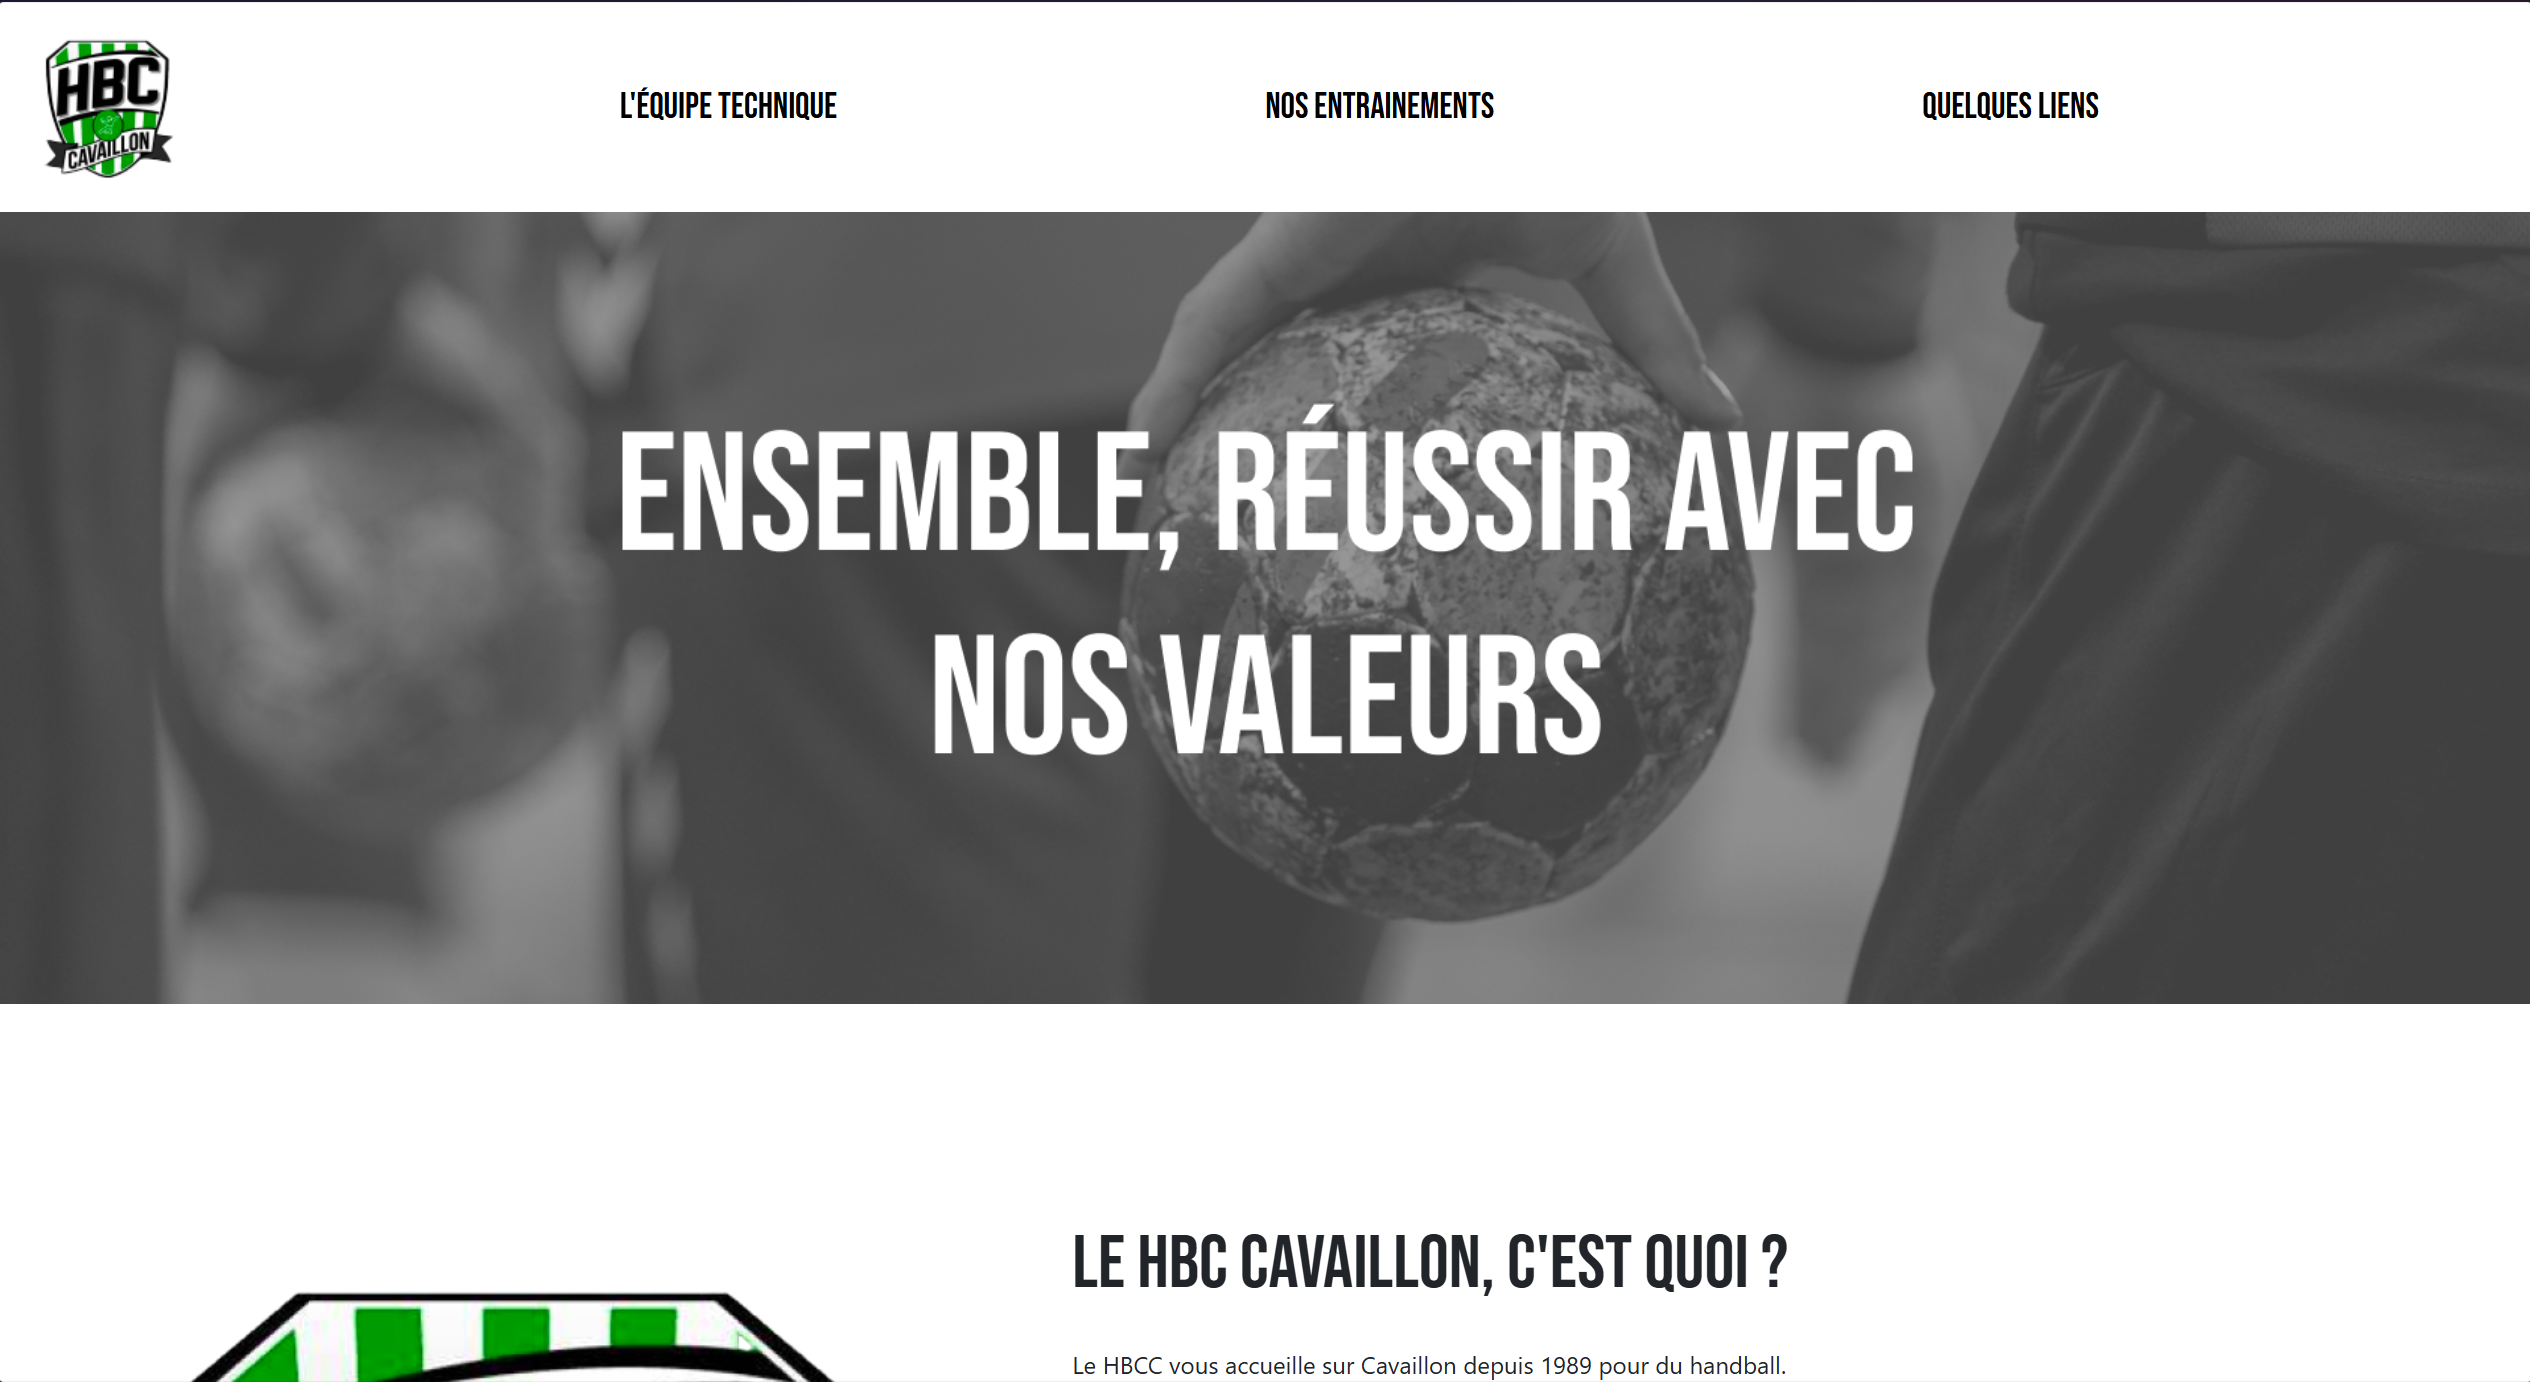 HBC
CAVAILLON
L'ÉQUIPE TECHNIQUE
NOS ENTRAINEMENTS
QUELQUES LIENS
ENSEMBLE, RÉUSSIR AVEC
NOS VALEURS
LE HBC CAVAILLON, C'EST QUOI ?
Le HBCC vous accueille sur Cavaillon depuis 1989 pour du handball.